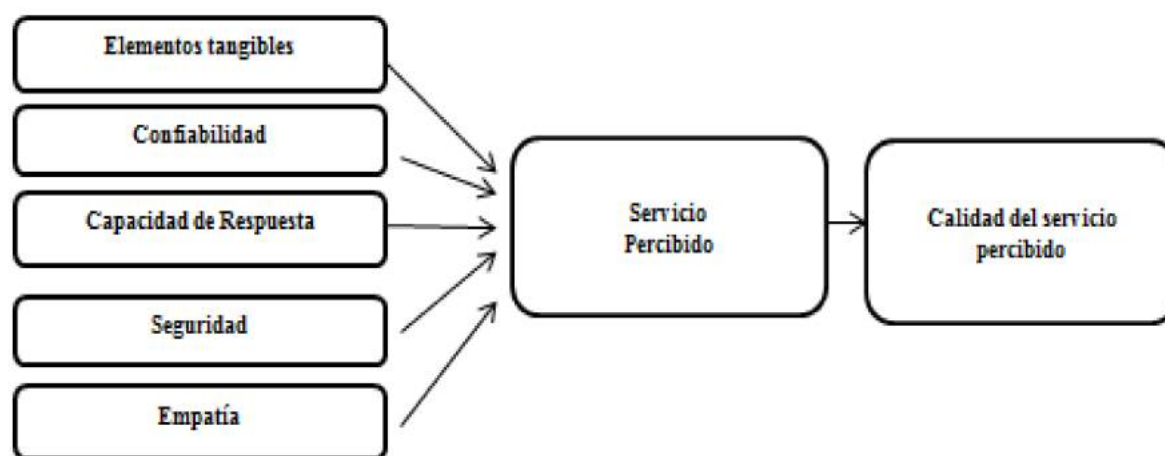 Elementos tangibles
Confiabilidad
Capacidad de Respuesta
Seguridad
Empatía
Servicio
Percibido
Calidad del servicio
percibido